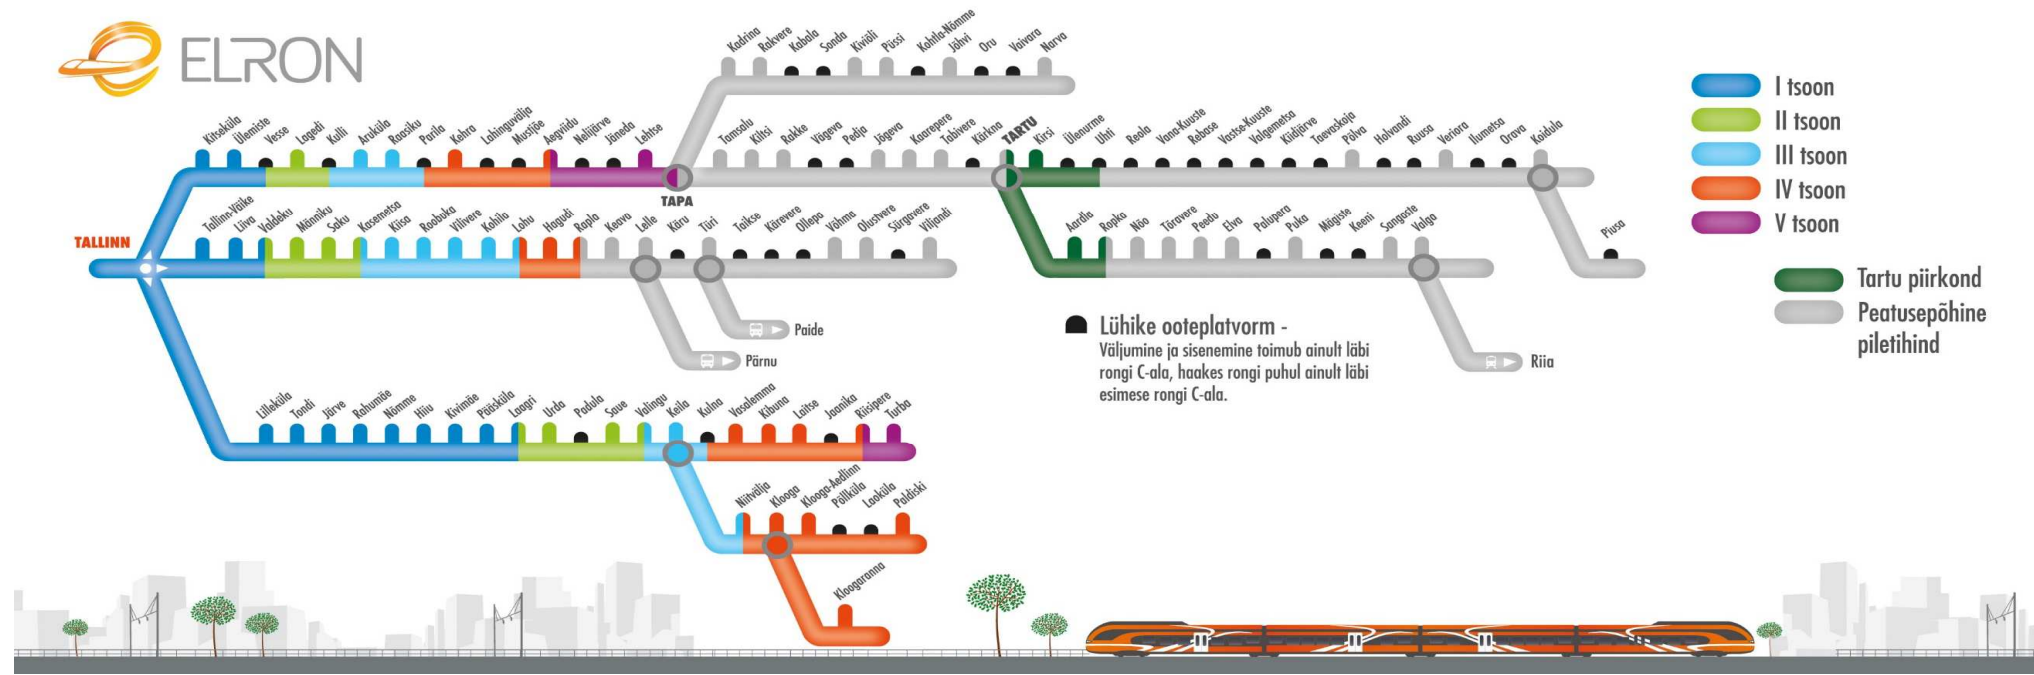 ELRON
Kadrina
Rakvere
Kabala
Sonda
Kiviõli
Püssi
Kohtla-Nõmme
Jõhvi
Oru
Vaivara
Narva
Kitseküla
Ülemiste
Vesse
Lagedi
Kulli
Aruküla
Raasiku
Parila
Kehra
Lahinguvälja
Mustjõe
Aegviidu
Nelijärve
Jäneda
Lehtse
TAPA
Tamsalu
Kiltsi
Rakke
Vägeva
Pedja
Jõgeva
Kaarepere
Tabivere
Kärkna
TARTU
Kirsi
Ülenurme
Uhti
Reola
Vana-Kuuste
Rebase
Vastse-Kuuste
Valgemetsa
Kiidjärve
Taevaskoja
Põlva
Holvandi
Ruusa
Veriora
Ilumetsa
Orava
Koidula
Piusa
TALLINN
Tallinn-Väike
Liiva
Valdeku
Männiku
Saku
Kasemetsa
Kiisa
Roobuka
Vilivere
Kohila
Lohu
Hagudi
Rapla
Keava
Lelle
Käru
Türi
Taikse
Kärevere
Ollepa
Võhma
Olustvere
Sürgavere
Viljandi
Paide
Pärnu
Aardla
Ropka
Nõo
Tõravere
Peedu
Elva
Palupera
Puka
Mägiste
Keeni
Sangaste
Valga
Riia
Lilleküla
Tondi
Järve
Rahumäe
Nõmme
Hiiu
Kivimäe
Pääsküla
Laagri
Urda
Padula
Saue
Valingu
Keila
Kulna
Vasalemma
Kibuna
Laitse
Jaanika
Riisipere
Turba
Niitvälja
Klooga
Klooga-Aedlinn
Põllküla
Laoküla
Paldiski
Kloogaranna
Lühike ooteplatvorm -
Väljumine ja sisenemine toimub ainult läbi
rongi C-ala, haakes rongi puhul ainult läbi
esimese rongi C-ala.
I tsoon
II tsoon
III tsoon
IV tsoon
V tsoon
Tartu piirkond
Peatusepõhine
piletihind